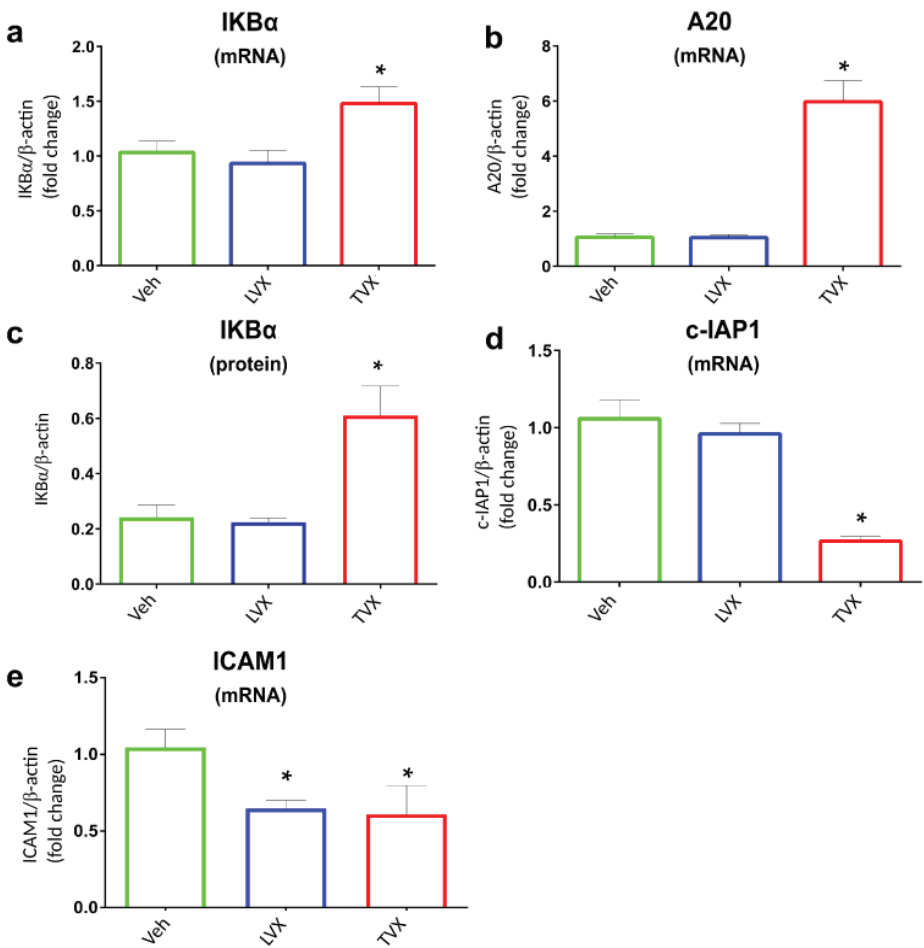 a
IKBα
(mRNA)
IKBα/β-actin
(fold change)
2.0
1.5
1.0
0.5
0.0
*
Veh
LVX
TVX
b
A20
(mRNA)
A20/β-actin
(fold change)
8
6
4
2
0
*
Veh
LVX
TVX
c
IKBα
(protein)
IKBα/β-actin
0.8
0.6
0.4
0.2
0.0
*
Veh
LVX
TVX
d
c-IAP1
(mRNA)
c-IAP1/β-actin
(fold change)
1.5
1.0
0.5
0.0
*
Veh
LVX
TVX
e
ICAM1
(mRNA)
ICAM1/β-actin
(fold change)
1.5
1.0
0.5
0.0
*
*
Veh
LVX
TVX